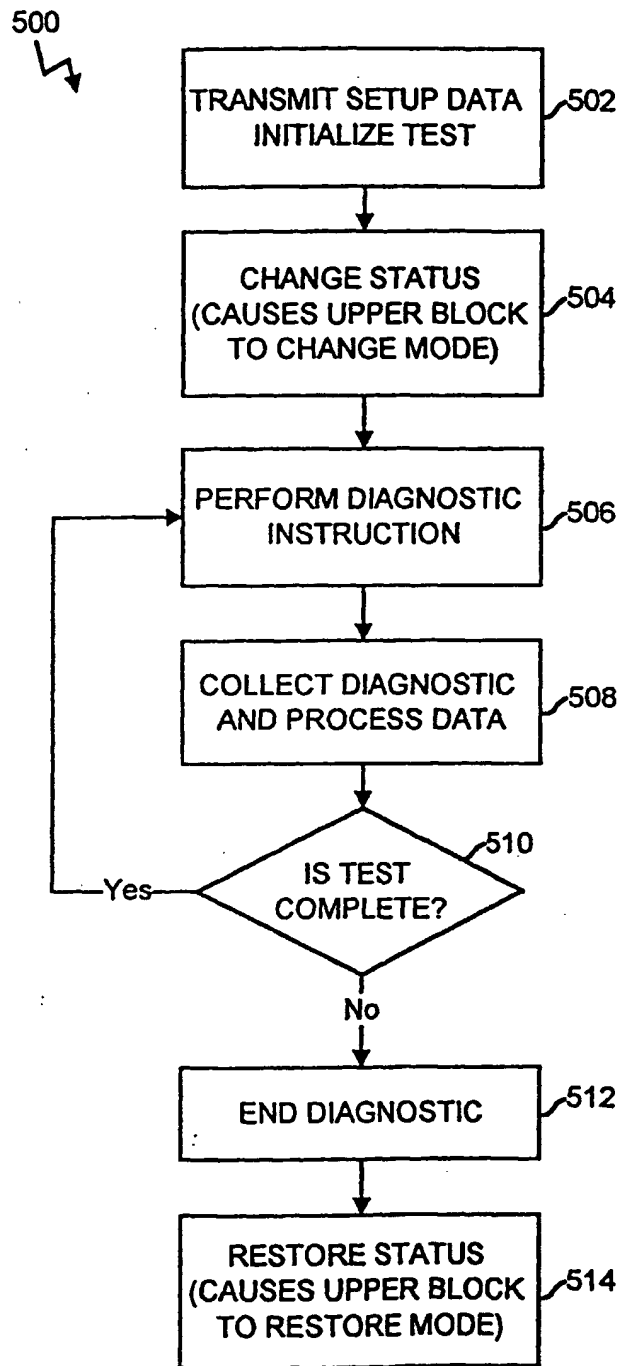 500
TRANSMIT SETUP DATA
INITIALIZE TEST
502
CHANGE STATUS
(CAUSES UPPER BLOCK
TO CHANGE MODE)
504
PERFORM DIAGNOSTIC
INSTRUCTION
506
COLLECT DIAGNOSTIC
AND PROCESS DATA
508
510
IS TEST
COMPLETE?
Yes
No
END DIAGNOSTIC
512
RESTORE STATUS
(CAUSES UPPER BLOCK
TO RESTORE MODE)
514